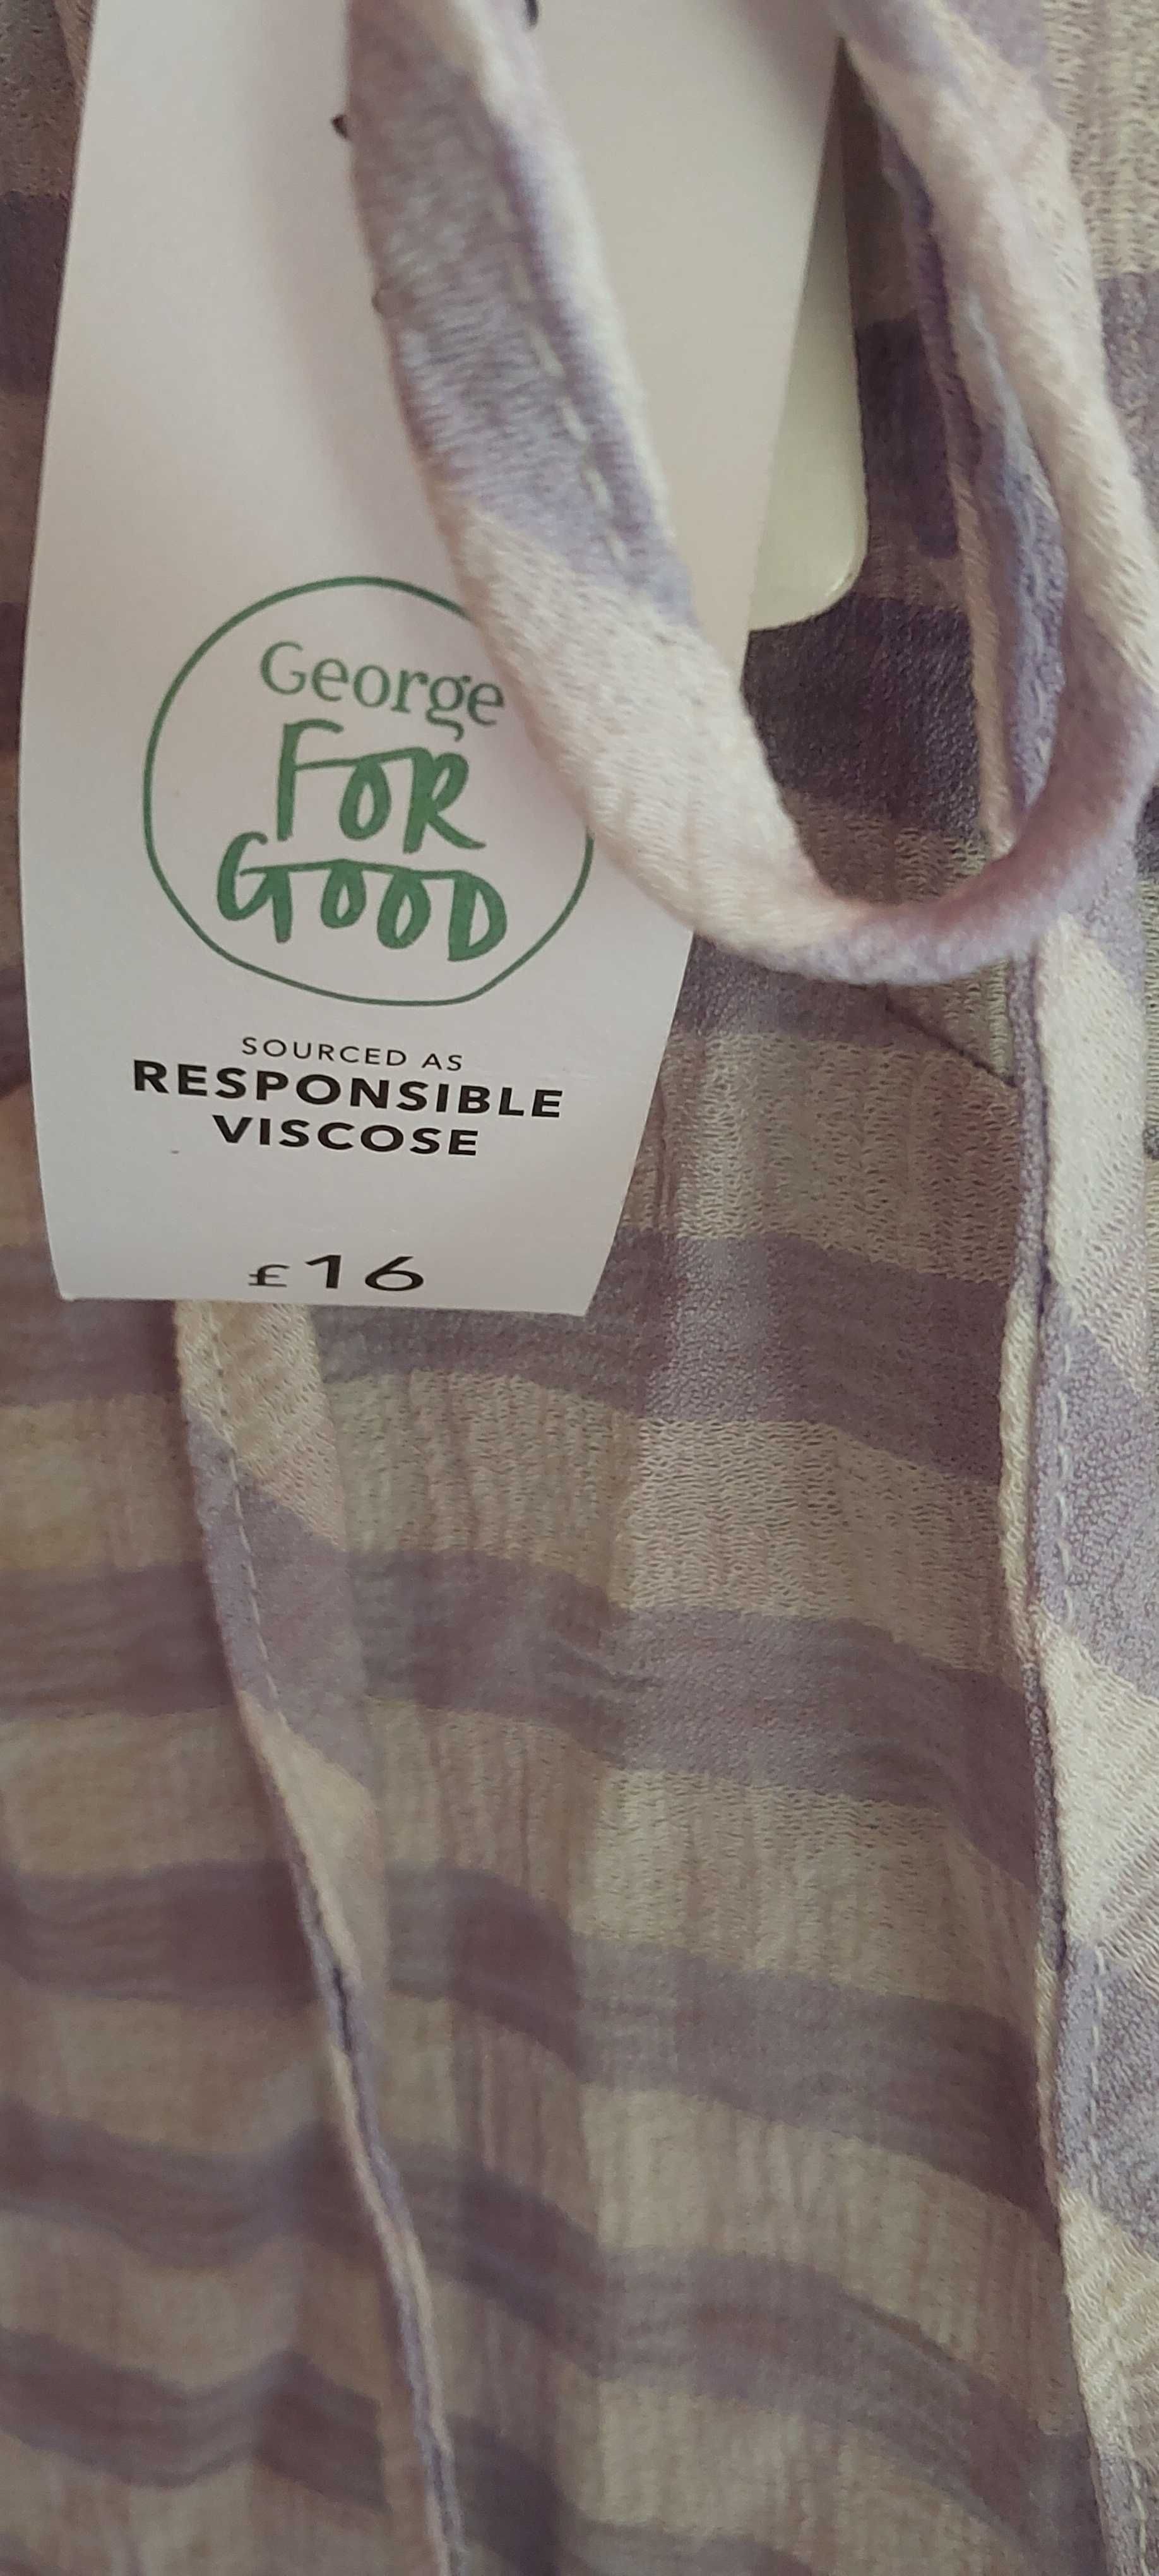 George
FOR
GOOD
SOURCED AS
RESPONSIBLE
VISCOSE
£16